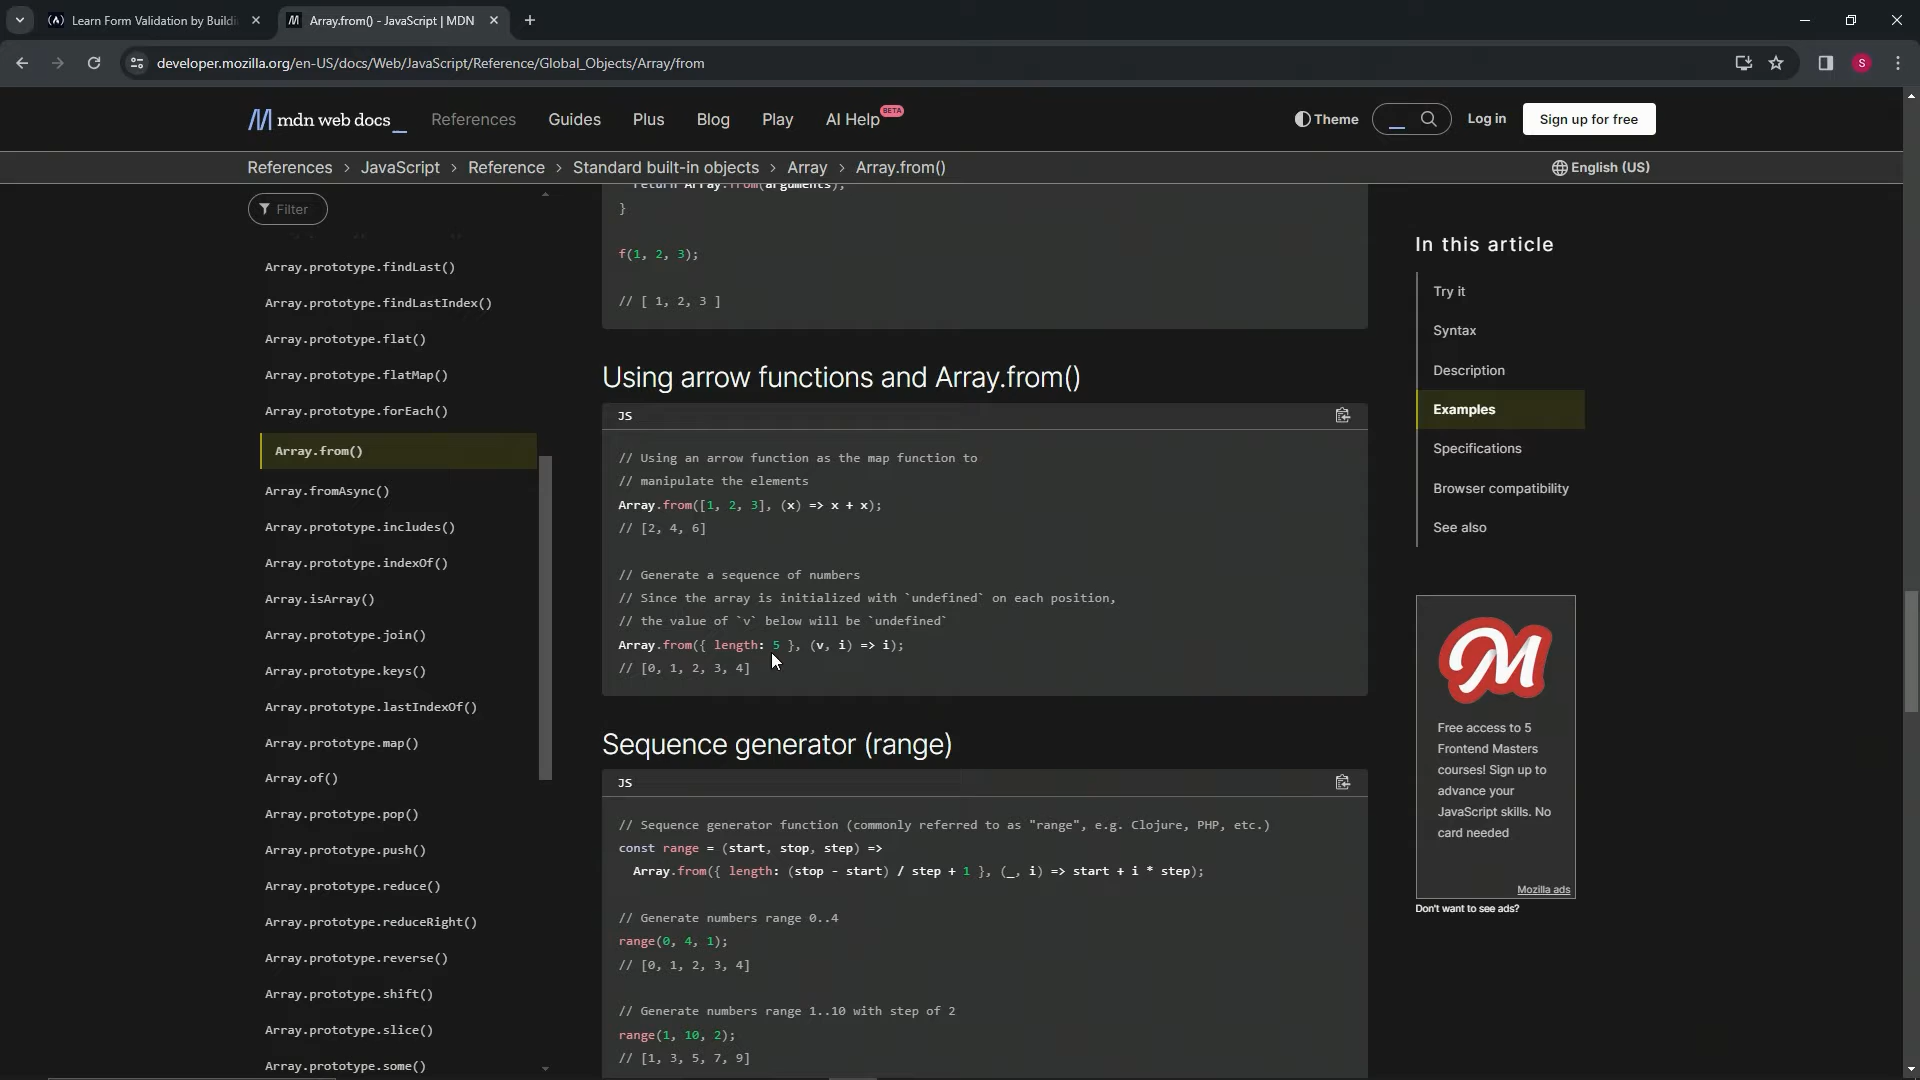 Learn Form Validation by Buildi
Array.from() - JavaScript | MDN
developer.mozilla.org/en-US/docs/Web/JavaScript/Reference/Global_Objects/Array/from
S
mdn web docs_
References
Guides
Plus
Blog
Play
AI Help
BETA
Theme
Log in
Sign up for free
References > JavaScript > Reference > Standard built-in objects > Array > Array.from()
English (US)
Filter
Array.prototype.findLast()
Array.prototype.findLastIndex()
Array.prototype.flat()
Array.prototype.flatMap()
Array.prototype.forEach()
Array.from()
Array.fromAsync()
Array.prototype.includes()
Array.prototype.indexOf()
Array.isArray()
Array.prototype.join()
Array.prototype.keys()
Array.prototype.lastIndexOf()
Array.prototype.map()
Array.of()
Array.prototype.pop()
Array.prototype.push()
Array.prototype.reduce()
Array.prototype.reduceRight()
Array.prototype.reverse()
Array.prototype.shift()
Array.prototype.slice()
Array.prototype.some()
return Array.from(arguments);
}
f(1, 2, 3);
// [ 1, 2, 3 ]
Using arrow functions and Array.from()
JS
// Using an arrow function as the map function to
// manipulate the elements
Array.from([1, 2, 3], (x) => x + x);
// [2, 4, 6]
// Generate a sequence of numbers
// Since the array is initialized with `undefined` on each position,
// the value of `v` below will be `undefined`
Array.from({ length: 5 }, (v, i) => i);
// [0, 1, 2, 3, 4]
Sequence generator (range)
JS
// Sequence generator function (commonly referred to as "range", e.g. Clojure, PHP, etc.)
const range = (start, stop, step) =>
Array.from({ length: (stop - start) / step + 1 }, (_, i) => start + i * step);
// Generate numbers range 0..4
range(0, 4, 1);
// [0, 1, 2, 3, 4]
// Generate numbers range 1..10 with step of 2
range(1, 10, 2);
// [1, 3, 5, 7, 9]
In this article
Try it
Syntax
Description
Examples
Specifications
Browser compatibility
See also
M
Free access to 5
Frontend Masters
courses! Sign up to
advance your
JavaScript skills. No
card needed
Mozilla ads
Don't want to see ads?